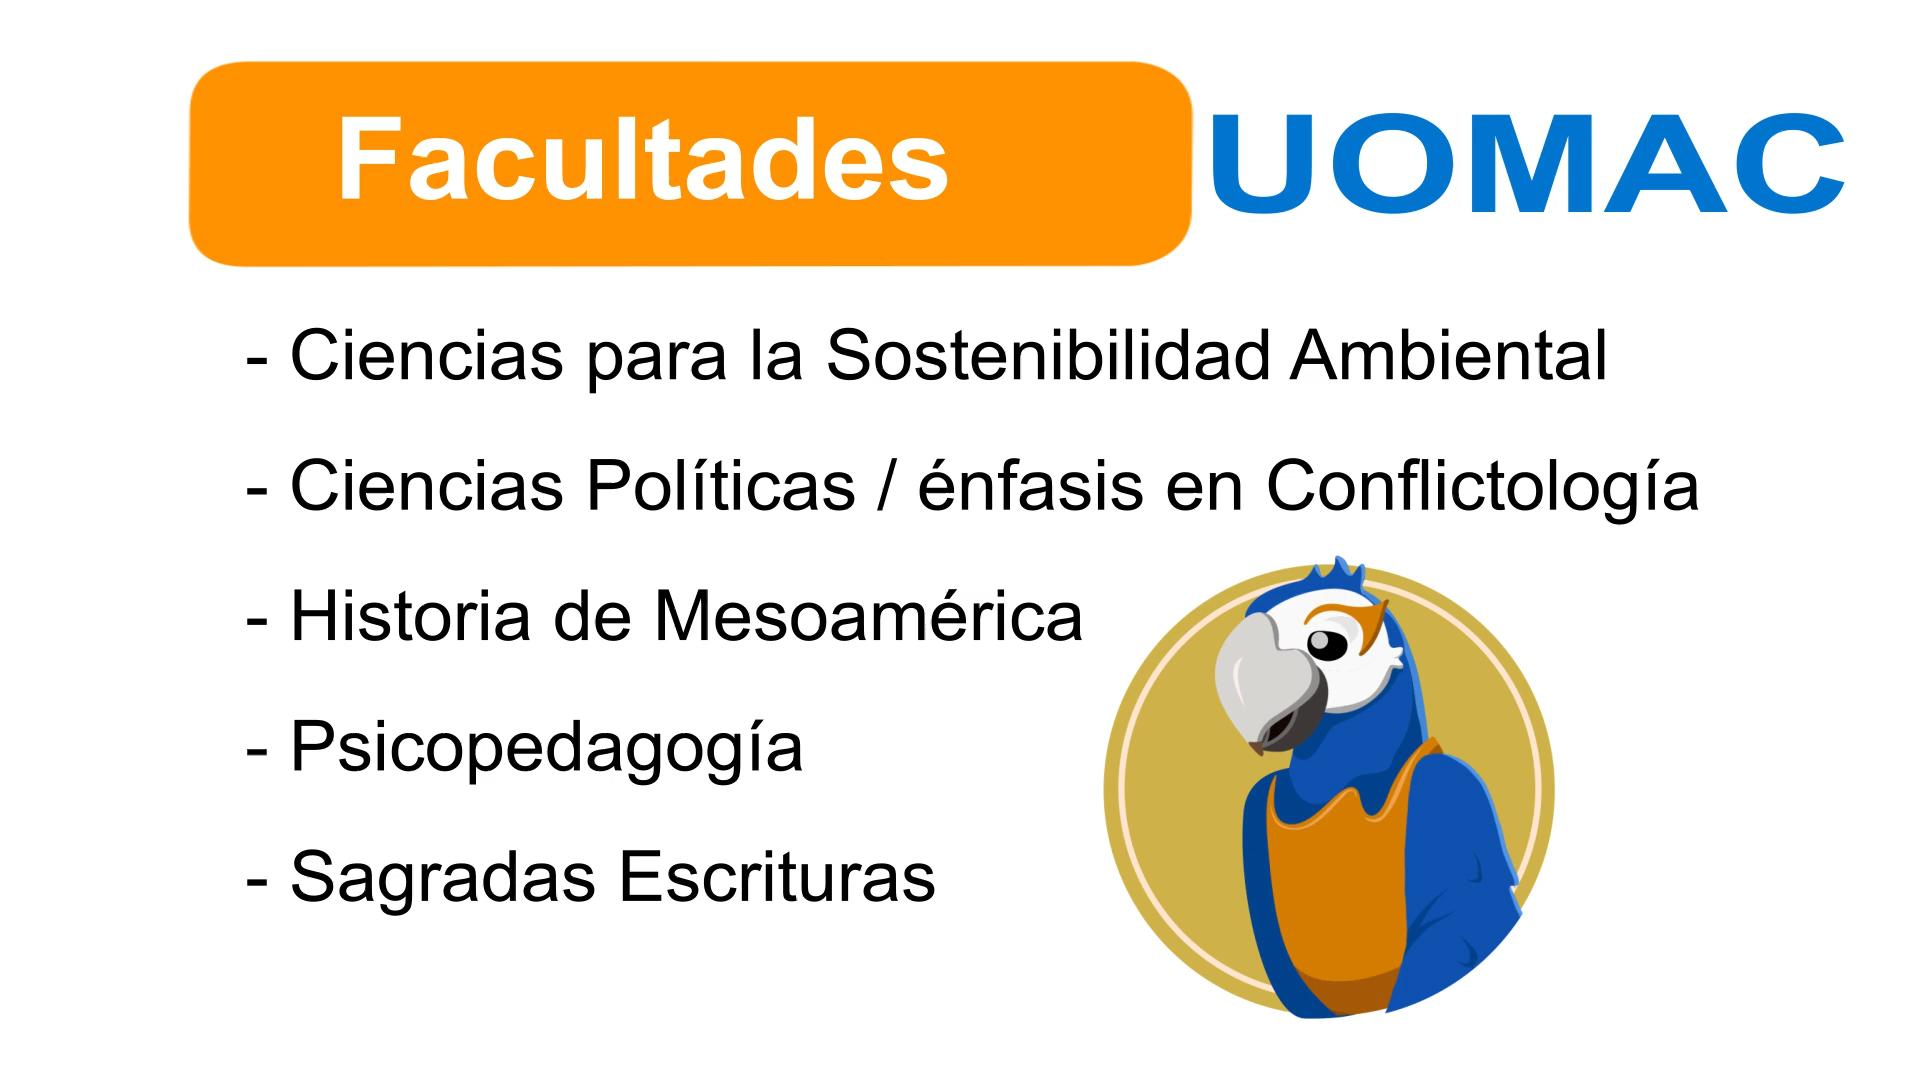 Facultades UOMAC
- Ciencias para la Sostenibilidad Ambiental
- Ciencias Políticas / énfasis en Conflictología
- Historia de Mesoamérica
- Psicopedagogía
- Sagradas Escrituras